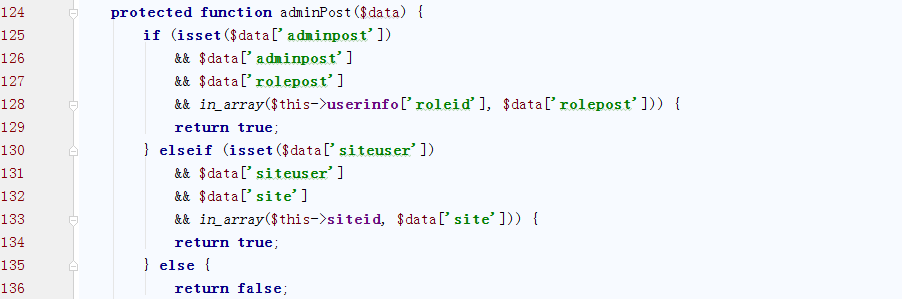 124 protected function adminPost($data) {
125 if (isset($data['adminpost'])
126 && $data['adminpost']
127 && $data['rolepost']
128 && in_array($this->userinfo['roleid'], $data['rolepost'])) {
129 return true;
130 } elseif (isset($data['siteuser'])
131 && $data['siteuser']
132 && $data['site']
133 && in_array($this->siteid, $data['site'])) {
134 return true;
135 } else {
136 return false;